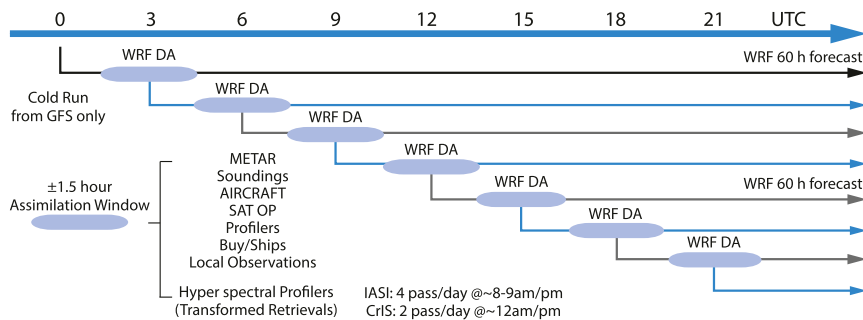 0 3 6 9 12 15 18 21 UTC
WRF DA
WRF 60 h forecast
WRF DA
Cold Run
from GFS only
WRF DA
WRF DA
±1.5 hour
Assimilation Window
METAR
Soundings
AIRCRAFT
SAT OP
Profilers
Buy/Ships
Local Observations
WRF DA
WRF 60 h forecast
WRF DA
WRF DA
Hyper spectral Profilers
(Transformed Retrievals)
IASI: 4 pass/day @~8-9am/pm
CrIS: 2 pass/day @~12am/pm